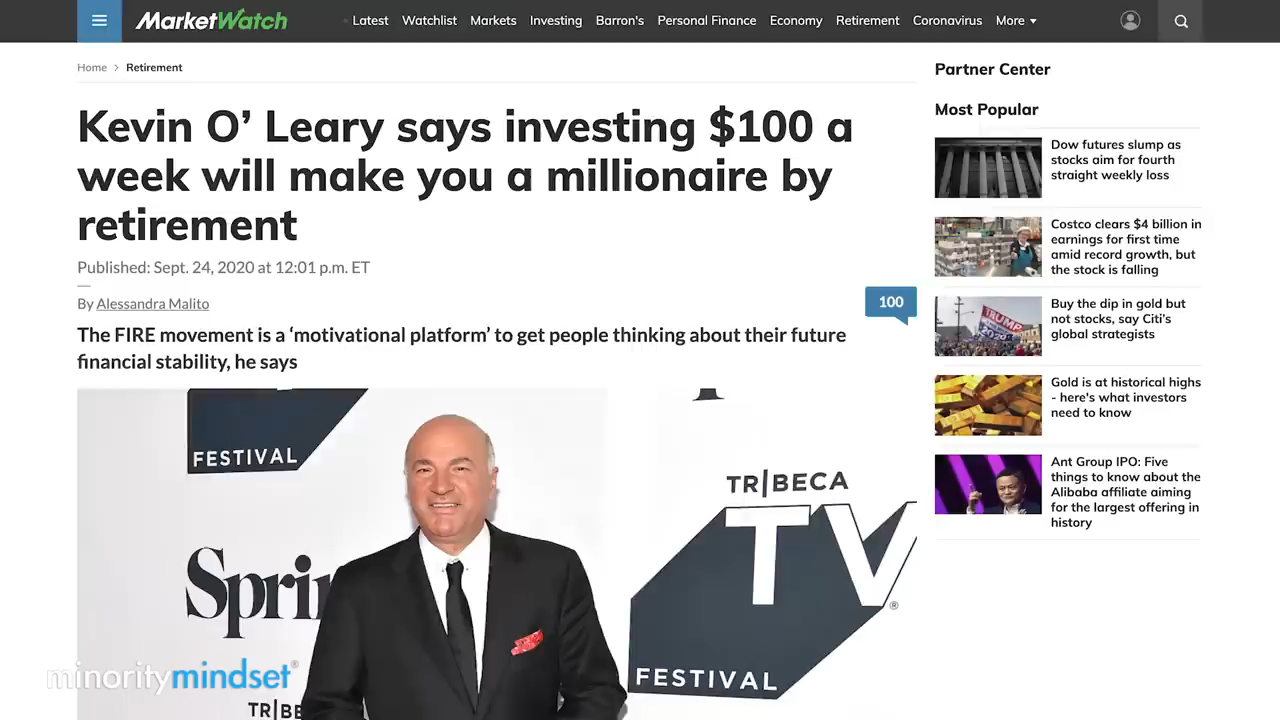 MarketWatch
Latest Watchlist Markets Investing Barron's Personal Finance Economy Retirement Coronavirus More
Home > Retirement
Kevin O’ Leary says investing $100 a
week will make you a millionaire by
retirement
Published: Sept. 24, 2020 at 12:01 p.m. ET
By Alessandra Malito
100
The FIRE movement is a ‘motivational platform’ to get people thinking about their future
financial stability, he says
FESTIVAL
Sprin
TRIBE
TR|BECA
TV
®
FESTIVAL
minoritymindset®
Partner Center
Most Popular
Dow futures slump as
stocks aim for fourth
straight weekly loss
Costco clears $4 billion in
earnings for first time
amid record growth, but
the stock is falling
TRUMP
2020
Buy the dip in gold but
not stocks, say Citi's
global strategists
Gold is at historical highs
- here's what investors
need to know
Ant Group IPO: Five
things to know about the
Alibaba affiliate aiming
for the largest offering in
history